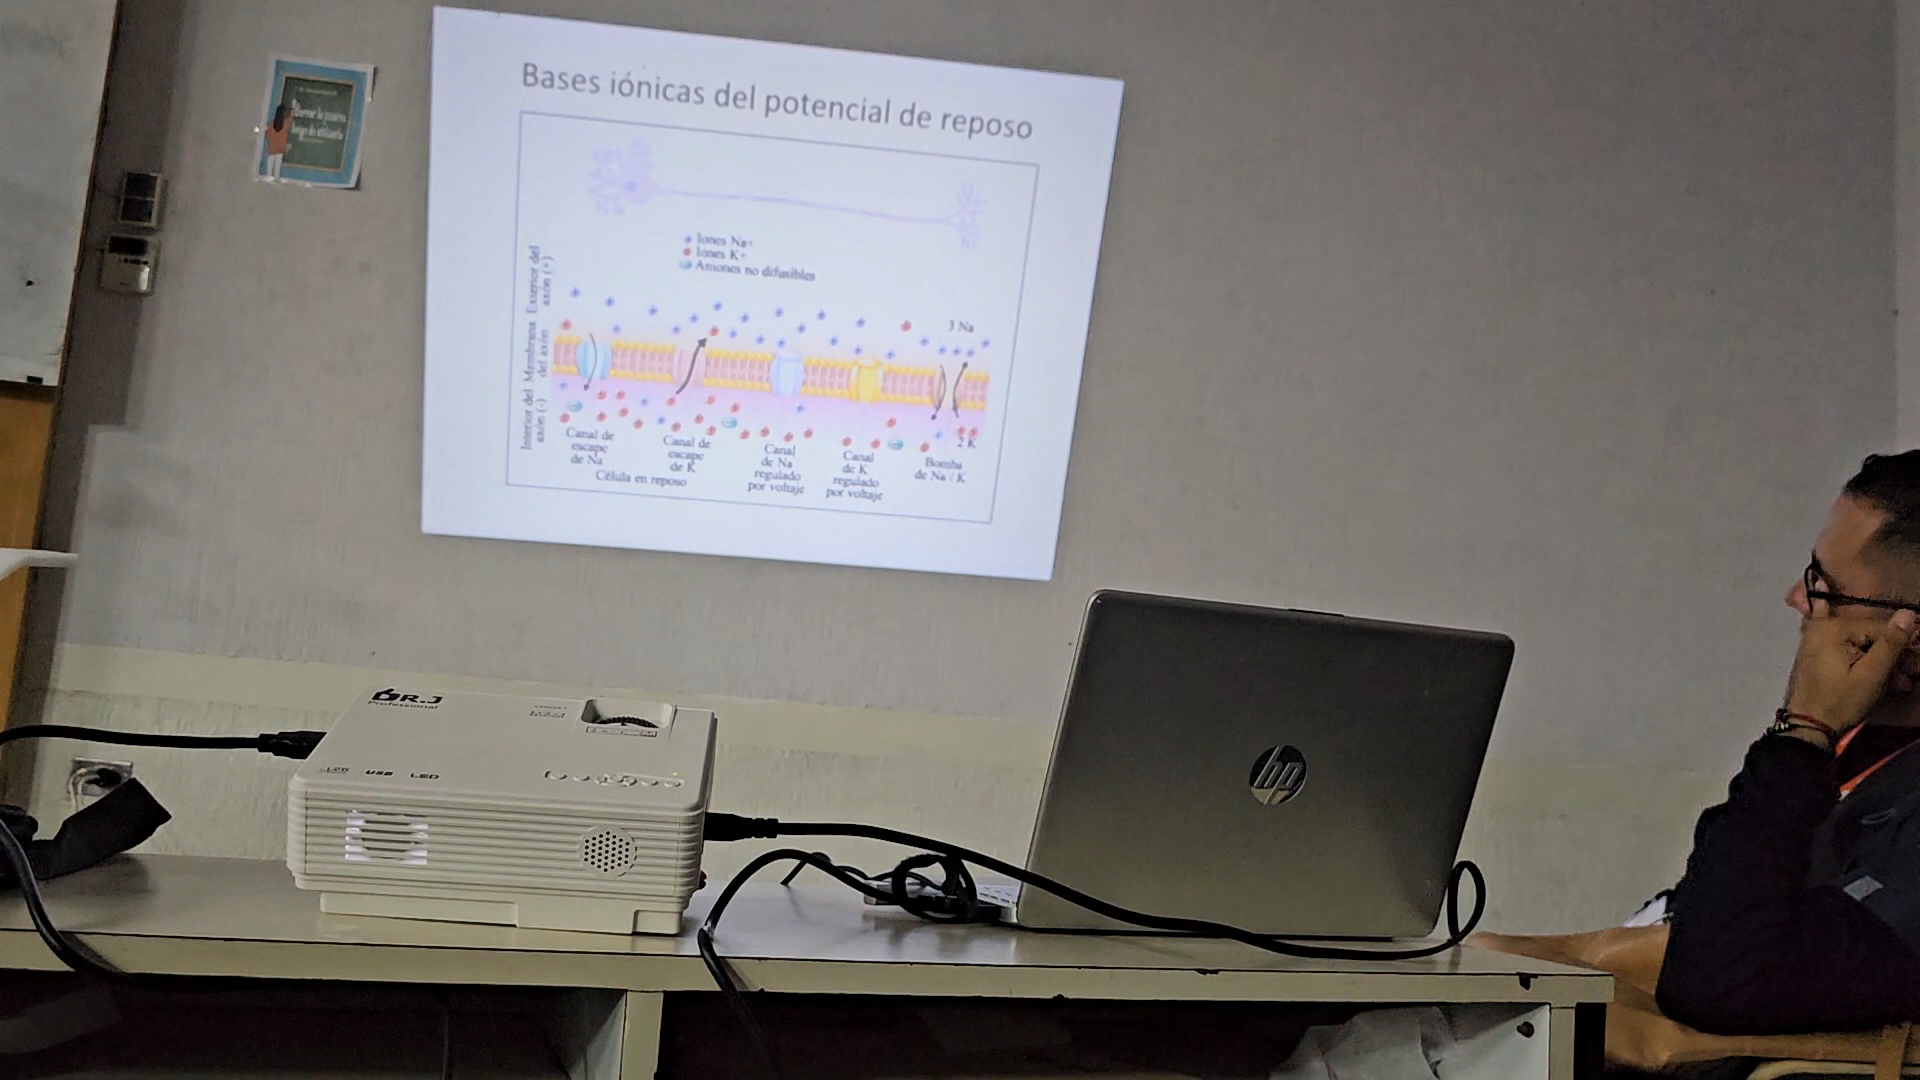 Bases iónicas del potencial de reposo
Iones Na+
Iones K+
Aniones no difusibles
Exterior del
axón (+)
Membrana
del axón
Interior del
axón (-)
3 Na
2 K
Canal de
escape
de Na
Canal de
escape
de K
Célula en reposo
Canal
de Na
regulado
por voltaje
Canal
de K
regulado
por voltaje
Bomba
de Na / K
DR.J
Professional
LCD USB LED
hp